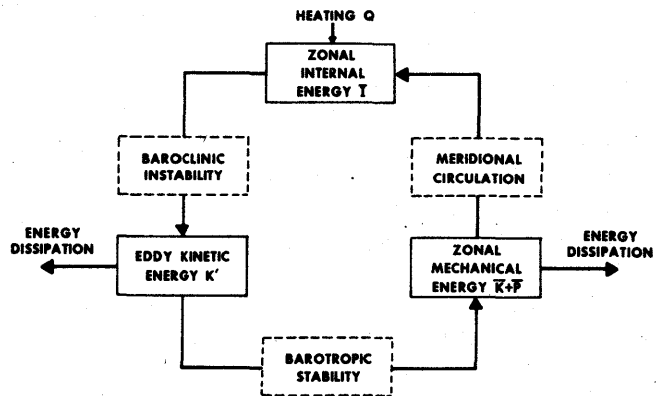 HEATING Q
ZONAL
INTERNAL
ENERGY I̅
BAROCLINIC
INSTABILITY
MERIDIONAL
CIRCULATION
ENERGY
DISSIPATION
EDDY KINETIC
ENERGY K'
ZONAL
MECHANICAL
ENERGY K̅+̅P̅
ENERGY
DISSIPATION
BAROTROPIC
STABILITY